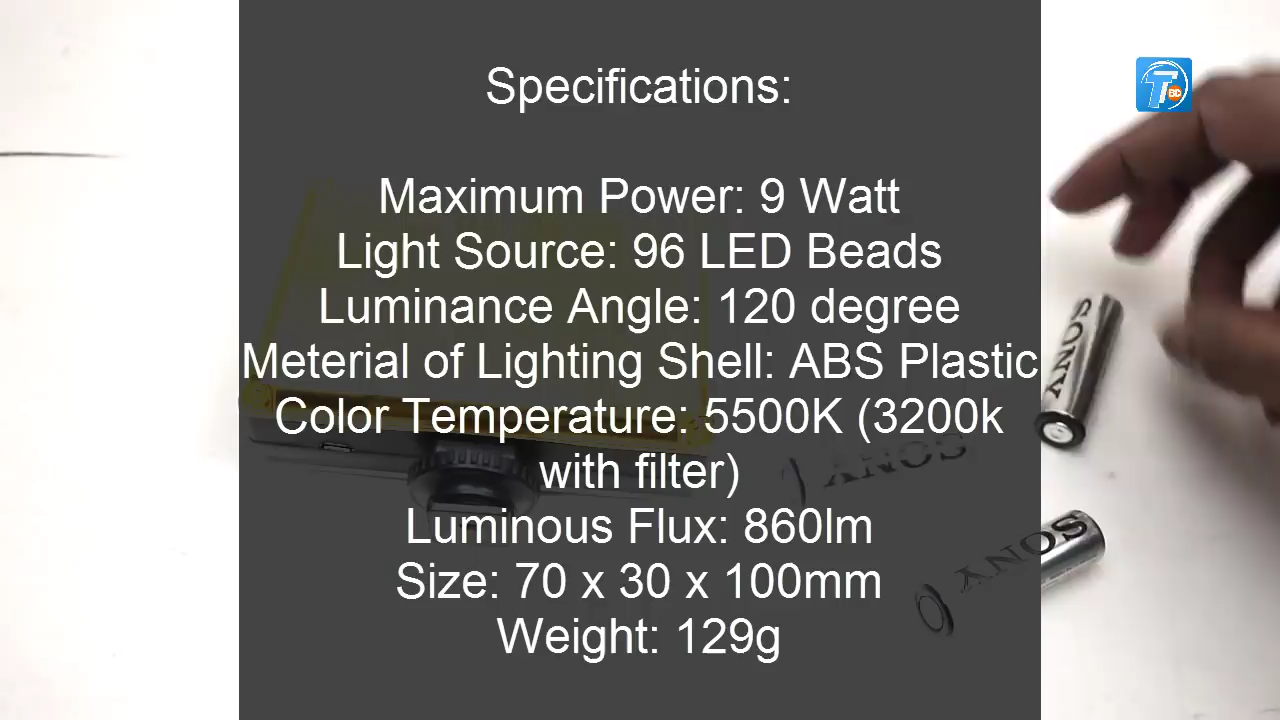 Specifications:
Maximum Power: 9 Watt
Light Source: 96 LED Beads
Luminance Angle: 120 degree
Meterial of Lighting Shell: ABS Plastic
Color Temperature: 5500K (3200k
with filter)
Luminous Flux: 860lm
Size: 70 x 30 x 100mm
Weight: 129g
T BD
SONY
SONY
SONY